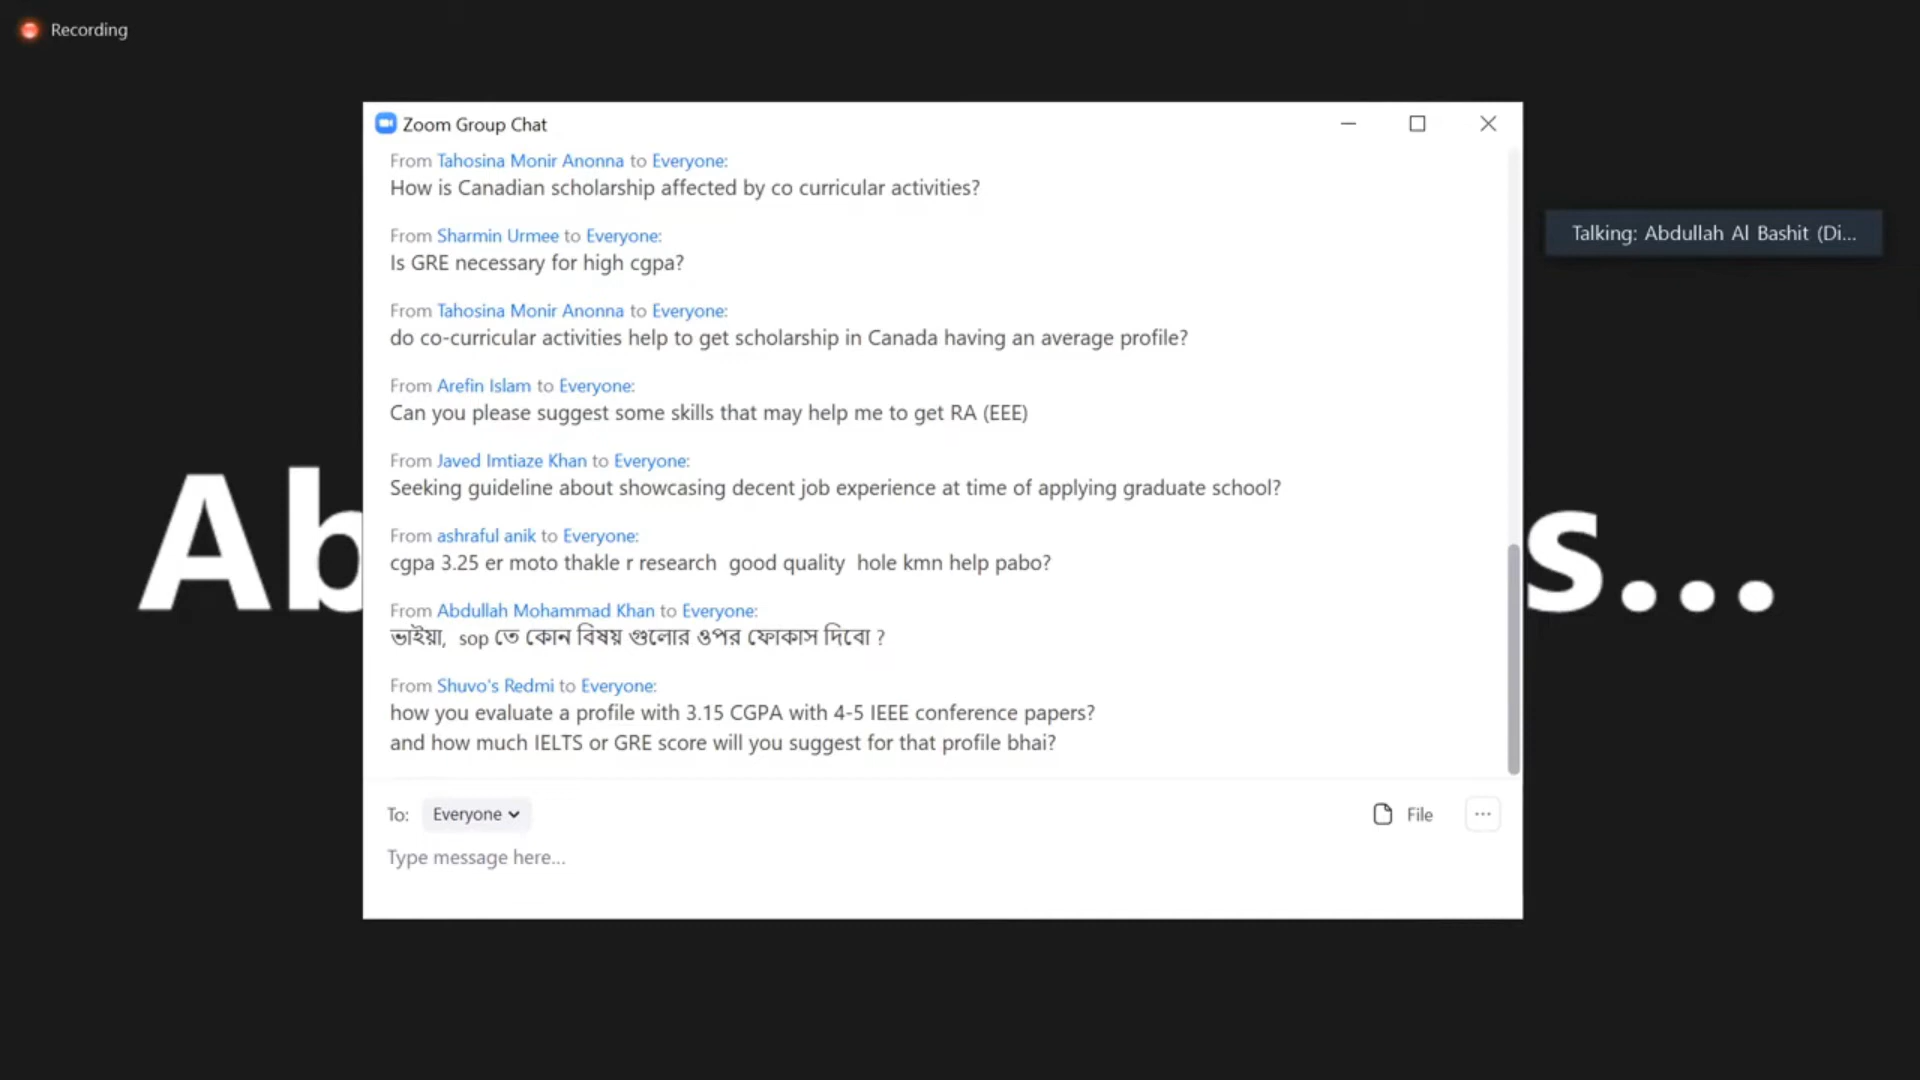 Recording
Zoom Group Chat
From Tahosina Monir Anonna to Everyone:
How is Canadian scholarship affected by co curricular activities?
From Sharmin Urmee to Everyone:
Is GRE necessary for high cgpa?
From Tahosina Monir Anonna to Everyone:
do co-curricular activities help to get scholarship in Canada having an average profile?
From Arefin Islam to Everyone:
Can you please suggest some skills that may help me to get RA (EEE)
From Javed Imtiaze Khan to Everyone:
Seeking guideline about showcasing decent job experience at time of applying graduate school?
From ashraful anik to Everyone:
cgpa 3.25 er moto thakle r research  good quality  hole kmn help pabo?
From Abdullah Mohammad Khan to Everyone:
ভাইয়া,  sop তে কোন বিষয় গুলোর ওপর ফোকাস দিবো ?
From Shuvo's Redmi to Everyone:
how you evaluate a profile with 3.15 CGPA with 4-5 IEEE conference papers?
and how much IELTS or GRE score will you suggest for that profile bhai?
To: Everyone
File
Type message here...
Talking: Abdullah Al Bashit (Di...
Ab
s...